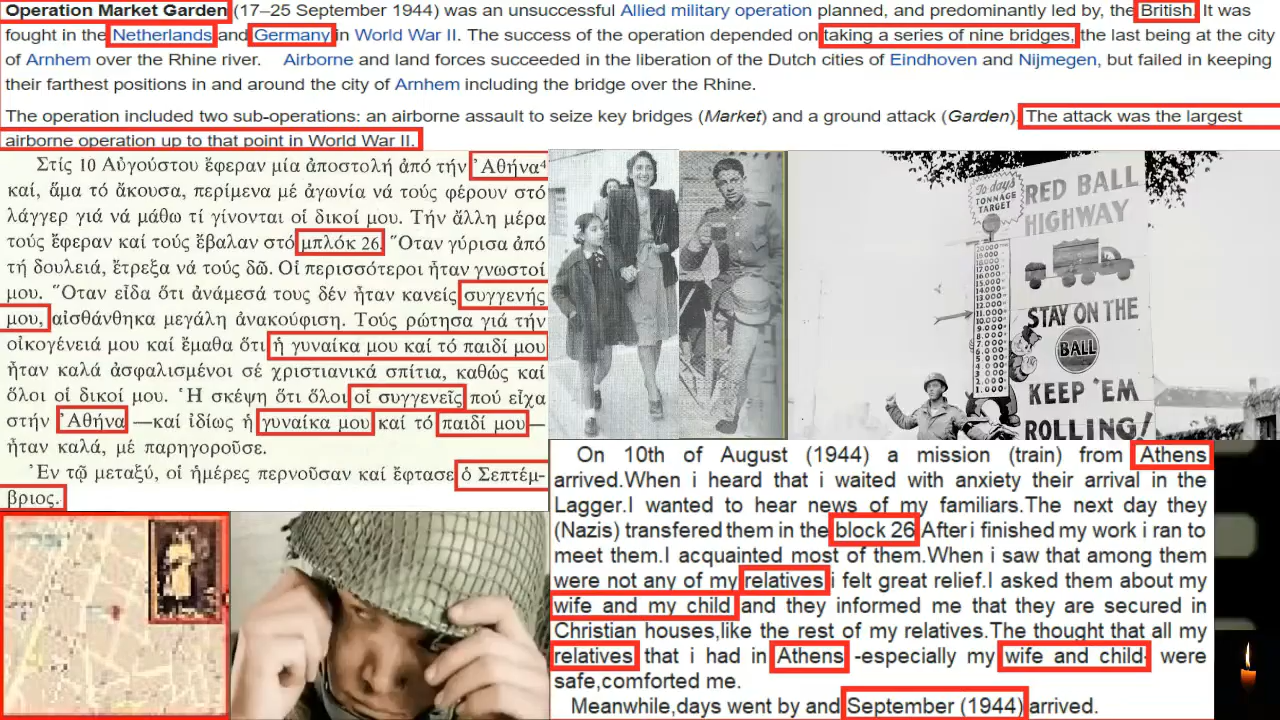 Operation Market Garden (17–25 September 1944) was an unsuccessful Allied military operation planned, and predominantly led by, the British. It was
fought in the Netherlands and Germany in World War II. The success of the operation depended on taking a series of nine bridges, the last being at the city
of Arnhem over the Rhine river. Airborne and land forces succeeded in the liberation of the Dutch cities of Eindhoven and Nijmegen, but failed in keeping
their farthest positions in and around the city of Arnhem including the bridge over the Rhine.
The operation included two sub-operations: an airborne assault to seize key bridges (Market) and a ground attack (Garden). The attack was the largest
airborne operation up to that point in World War II.
Στίς 10 Αὐγούστου ἔφεραν μία ἀποστολή ἀπό τήν Ἀθήνα⁴
καί, ἅμα τό ἄκουσα, περίμενα μέ ἀγωνία νά τούς φέρουν στό
λάγγερ γιά νά μάθω τί γίνονται οἱ δικοί μου. Τήν ἄλλη μέρα
τούς ἔφεραν καί τούς ἔβαλαν στό μπλόκ 26. Ὅταν γύρισα ἀπό
τή δουλειά, ἔτρεξα νά τούς δῶ. Οἱ περισσότεροι ἦταν γνωστοί
μου. Ὅταν εἶδα ὅτι ἀνάμεσά τους δέν ἦταν κανείς συγγενής
μου, αἰσθάνθηκα μεγάλη ἀνακούφιση. Τούς ρώτησα γιά τήν
οἰκογένειά μου καί ἔμαθα ὅτι ἡ γυναίκα μου καί τό παιδί μου
ἦταν καλά ἀσφαλισμένοι σέ χριστιανικά σπίτια, καθώς καί
ὅλοι οἱ δικοί μου. Ἡ σκέψη ὅτι ὅλοι οἱ συγγενεῖς πού εἶχα
στήν Ἀθήνα —καί ἰδίως ἡ γυναίκα μου καί τό παιδί μου—
ἦταν καλά, μέ παρηγοροῦσε.
Ἐν τῷ μεταξύ, οἱ ἡμέρες περνοῦσαν καί ἔφτασε ὁ Σεπτέμ-
βριος.
To day's
TONNAGE
TARGET
RED BALL
HIGHWAY
STAY ON THE
BALL
KEEP 'EM
ROLLING!
On 10th of August (1944) a mission (train) from Athens
arrived.When i heard that i waited with anxiety their arrival in the
Lagger.I wanted to hear news of my familiars.The next day they
(Nazis) transfered them in the block 26 After i finished my work i ran to
meet them.I acquainted most of them.When i saw that among them
were not any of my relatives i felt great relief.I asked them about my
wife and my child and they informed me that they are secured in
Christian houses,like the rest of my relatives.The thought that all my
relatives that i had in Athens -especially my wife and child- were
safe,comforted me.
Meanwhile,days went by and September (1944) arrived.